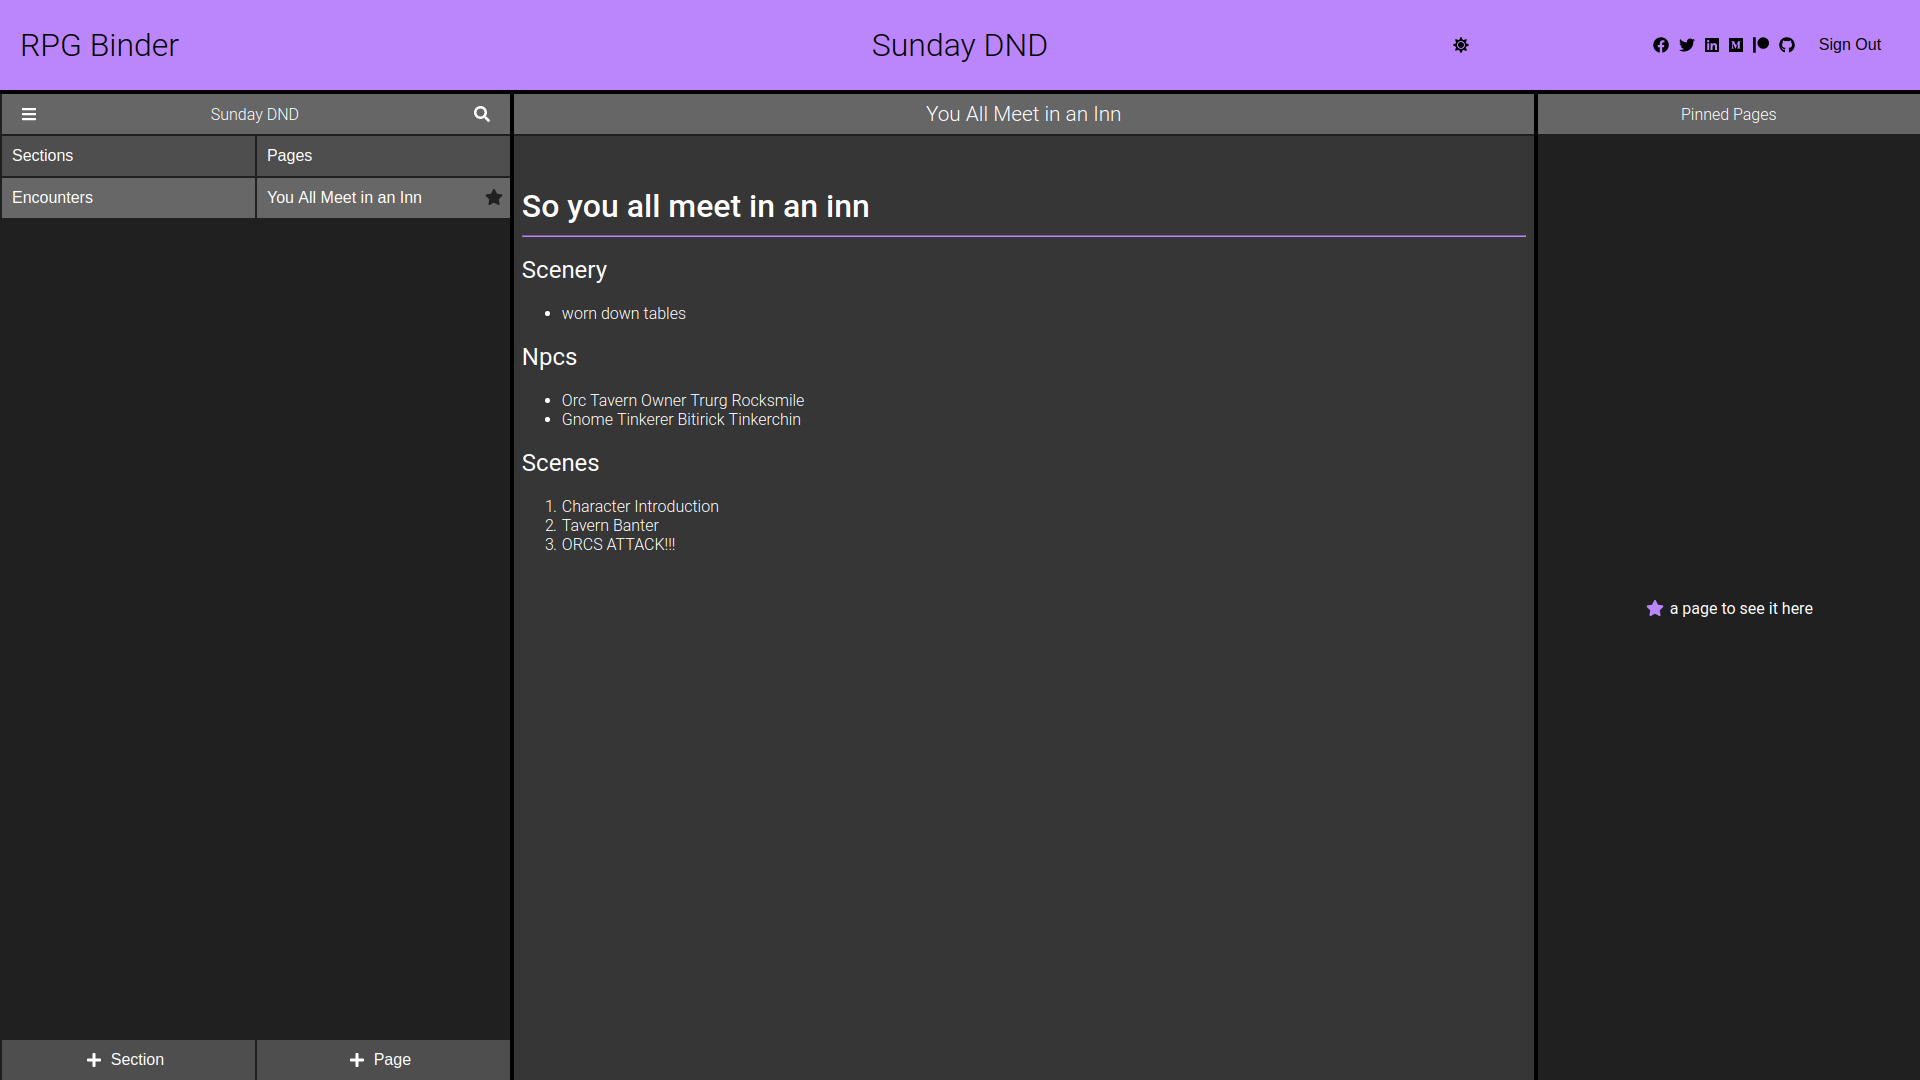 RPG Binder
Sunday DND
Sign Out
Sunday DND
Sections
Pages
Encounters
You All Meet in an Inn
Section
Page
You All Meet in an Inn
So you all meet in an inn
Scenery
• worn down tables
Npcs
• Orc Tavern Owner Trurg Rocksmile
• Gnome Tinkerer Bitirick Tinkerchin
Scenes
1. Character Introduction
2. Tavern Banter
3. ORCS ATTACK!!!
Pinned Pages
a page to see it here